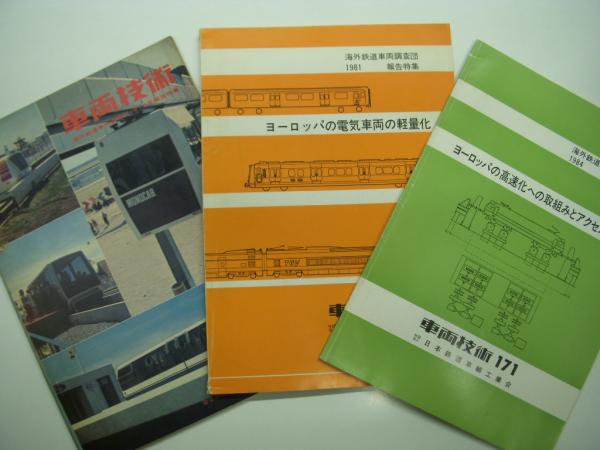 車両技術
MONOCAB
海外鉄道車両調査団
1981 報告特集
ヨーロッパの電気車両の軽量化
車
海外鉄道
1984
ヨーロッパの高速化への取組みとアクセ
車両技術 171
日本鉄道車輌工業会